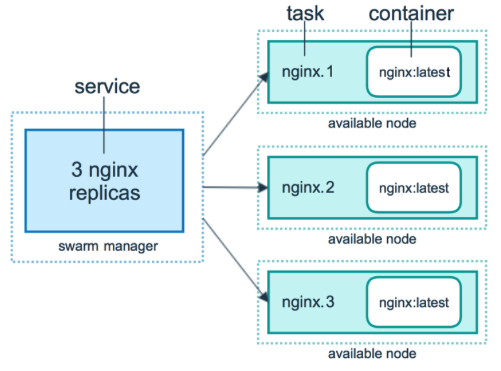 task
container
service
nginx.1
nginx:latest
available node
3 nginx
replicas
swarm manager
nginx.2
nginx:latest
available node
nginx.3
nginx:latest
available node